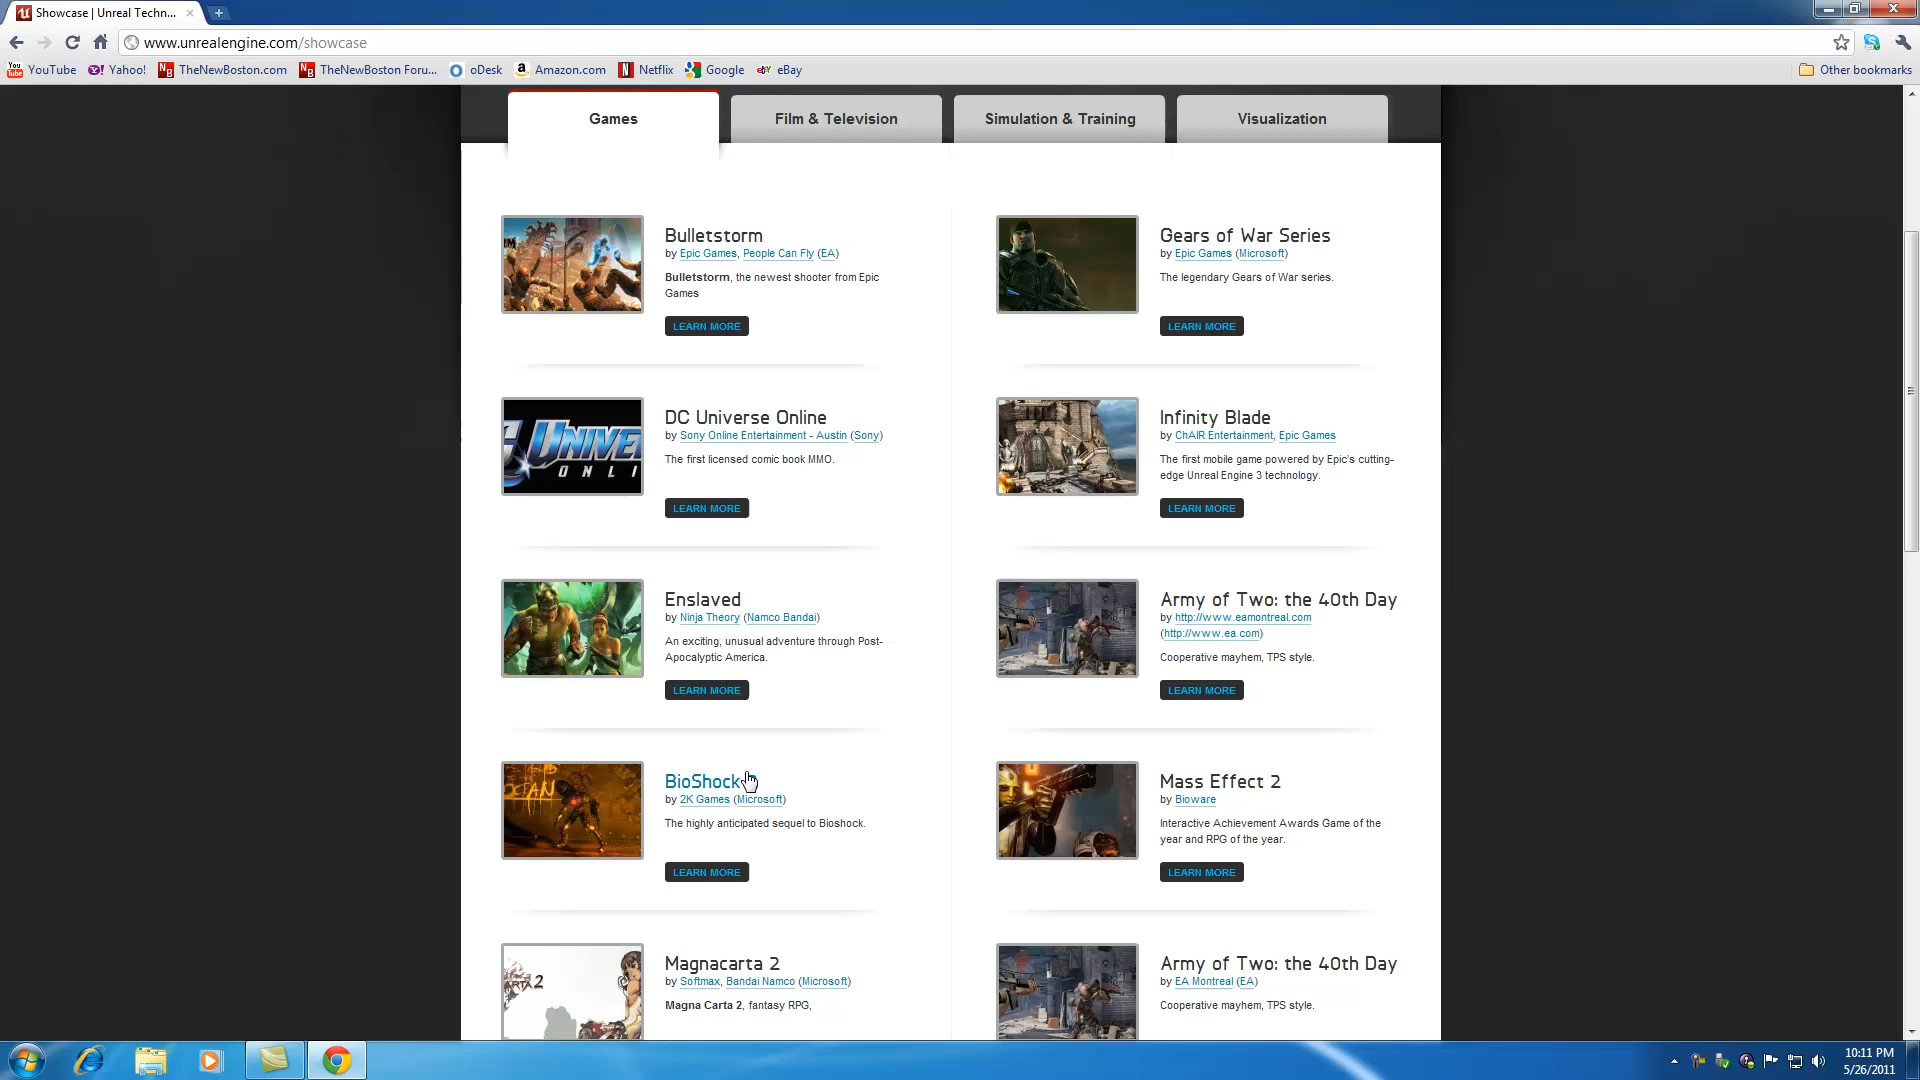 Showcase | Unreal Techn...
www.unrealengine.com/showcase
YouTube Yahoo! TheNewBoston.com TheNewBoston Foru... oDesk Amazon.com Netflix Google eBay Other bookmarks
Games Film & Television Simulation & Training Visualization
Bulletstorm
by Epic Games, People Can Fly (EA)
Bulletstorm, the newest shooter from Epic
Games
LEARN MORE
Gears of War Series
by Epic Games (Microsoft)
The legendary Gears of War series.
LEARN MORE
DC Universe Online
by Sony Online Entertainment - Austin (Sony)
The first licensed comic book MMO.
LEARN MORE
Infinity Blade
by ChAIR Entertainment, Epic Games
The first mobile game powered by Epic's cutting-
edge Unreal Engine 3 technology.
LEARN MORE
Enslaved
by Ninja Theory (Namco Bandai)
An exciting, unusual adventure through Post-
Apocalyptic America.
LEARN MORE
Army of Two: the 40th Day
by http://www.eamontreal.com
(http://www.ea.com)
Cooperative mayhem, TPS style.
LEARN MORE
BioShock
by 2K Games (Microsoft)
The highly anticipated sequel to Bioshock.
LEARN MORE
Mass Effect 2
by Bioware
Interactive Achievement Awards Game of the
year and RPG of the year.
LEARN MORE
Magnacarta 2
by Softmax, Bandai Namco (Microsoft)
Magna Carta 2, fantasy RPG,
Army of Two: the 40th Day
by EA Montreal (EA)
Cooperative mayhem, TPS style.
10:11 PM
5/26/2011